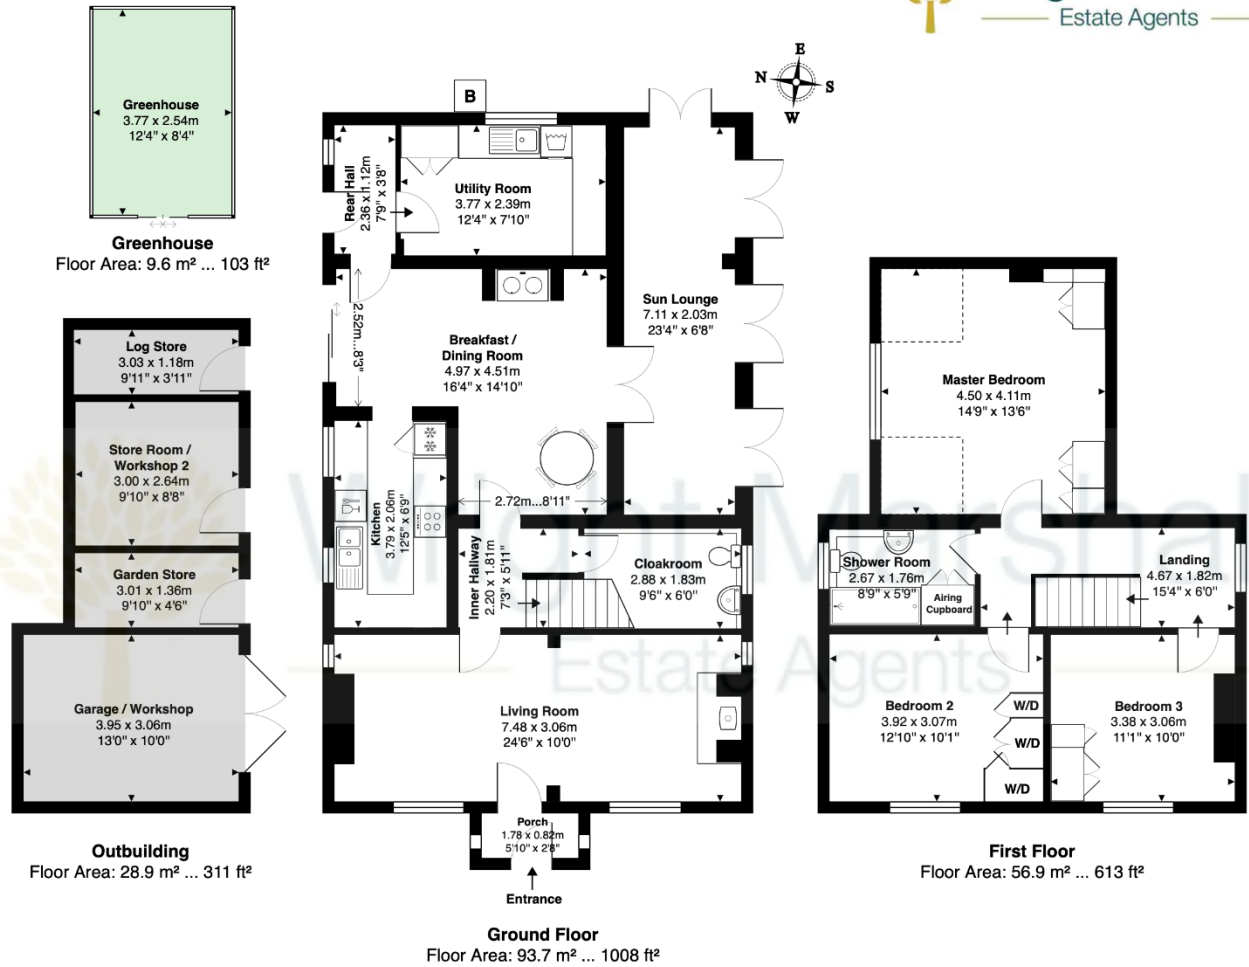 Estate Agents
E
N
S
W
Greenhouse
3.77 x 2.54m
12'4" x 8'4"
Greenhouse
Floor Area: 9.6 m² ... 103 ft²
Log Store
3.03 x 1.18m
9'11" x 3'11"
Store Room /
Workshop 2
3.00 x 2.64m
9'10" x 8'8"
Garden Store
3.01 x 1.36m
9'10" x 4'6"
Garage / Workshop
3.95 x 3.06m
13'0" x 10'0"
Outbuilding
Floor Area: 28.9 m² ... 311 ft²
B
Rear Hall
2.36 x 1.12m
7'9" x 3'8"
Utility Room
3.77 x 2.39m
12'4" x 7'10"
Sun Lounge
7.11 x 2.03m
23'4" x 6'8"
2.52m...8'3"
Breakfast /
Dining Room
4.97 x 4.51m
16'4" x 14'10"
2.72m...8'11"
Kitchen
3.79 x 2.06m
12'5" x 6'9"
Inner Hallway
2.20 x 1.81m
7'3" x 5'11"
Cloakroom
2.88 x 1.83m
9'6" x 6'0"
Living Room
7.48 x 3.06m
24'6" x 10'0"
Porch
1.78 x 0.82m
5'10" x 2'8"
Entrance
Ground Floor
Floor Area: 93.7 m² ... 1008 ft²
Master Bedroom
4.50 x 4.11m
14'9" x 13'6"
Shower Room
2.67 x 1.76m
8'9" x 5'9"
Airing
Cupboard
Landing
4.67 x 1.82m
15'4" x 6'0"
Bedroom 2
3.92 x 3.07m
12'10" x 10'1"
W/D
W/D
W/D
Bedroom 3
3.38 x 3.06m
11'1" x 10'0"
First Floor
Floor Area: 56.9 m² ... 613 ft²
Wright Marshal
Estate Agents